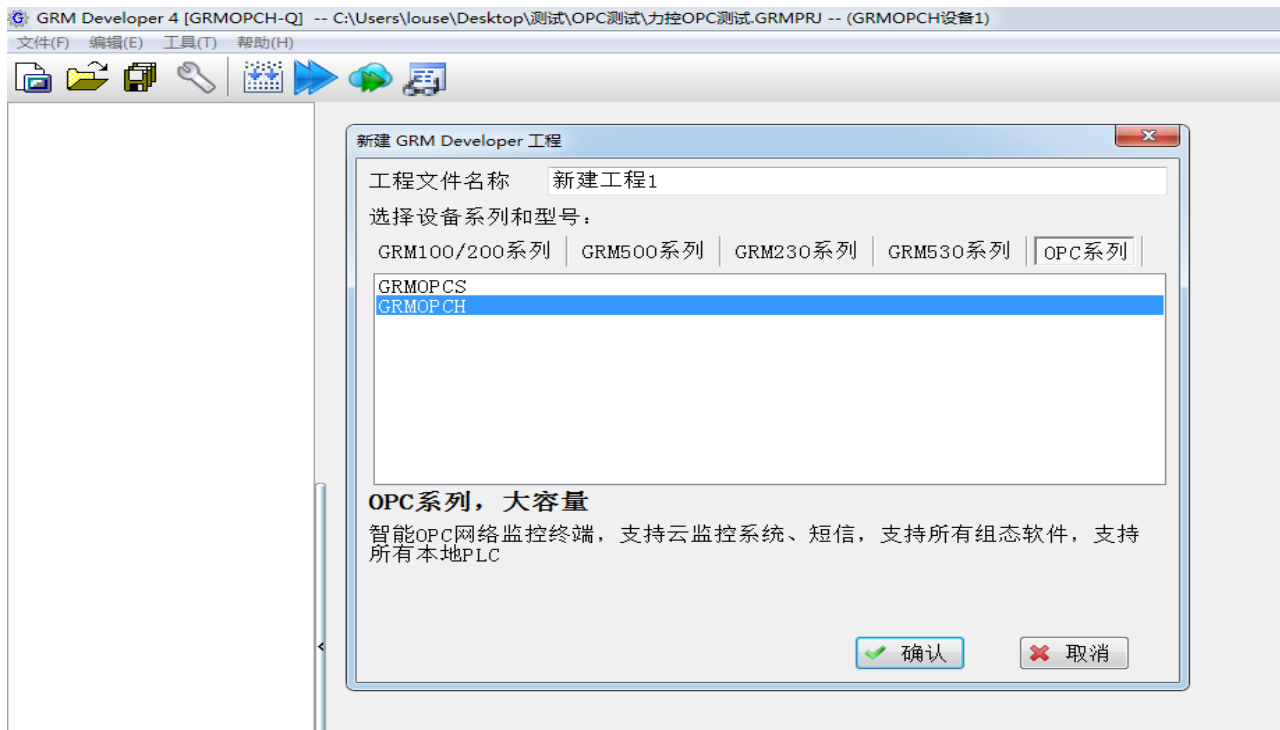 GRM Developer 4 [GRMOPCH-Q] -- C:\Users\louse\Desktop\测试\OPC测试\力控OPC测试.GRMPRJ -- (GRMOPCH设备1)
文件(F) 编辑(E) 工具(T) 帮助(H)
新建 GRM Developer 工程
工程文件名称 新建工程1
选择设备系列和型号:
GRM100/200系列 GRM500系列 GRM230系列 GRM530系列 OPC系列
GRMOPCS
GRMOPCH
OPC系列，大容量
智能OPC网络监控终端，支持云监控系统、短信，支持所有组态软件，支持
所有本地PLC
确认 取消